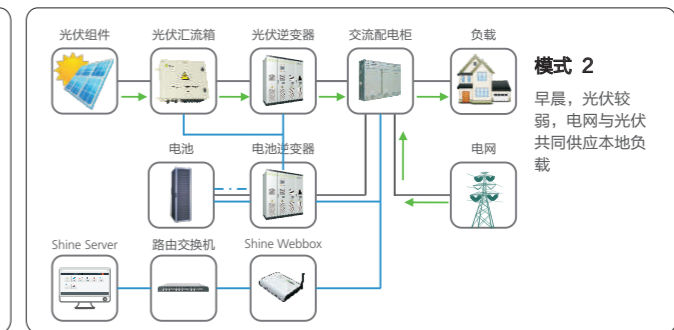 光伏组件
光伏汇流箱
光伏逆变器
交流配电柜
负载
模式 2
早晨，光伏较
弱，电网与光伏
共同供应本地负
载
电池
电池逆变器
电网
Shine Server
路由交换机
Shine Webbox